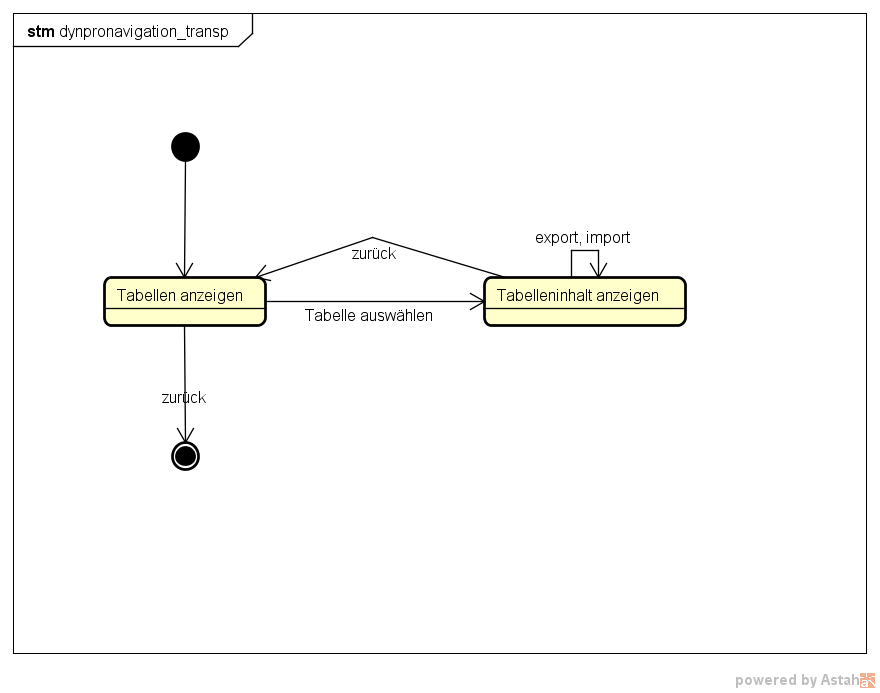 stm dynpronavigation_transp
export, import
zurück
Tabellen anzeigen
Tabelleninhalt anzeigen
Tabelle auswählen
zurück
powered by Astah